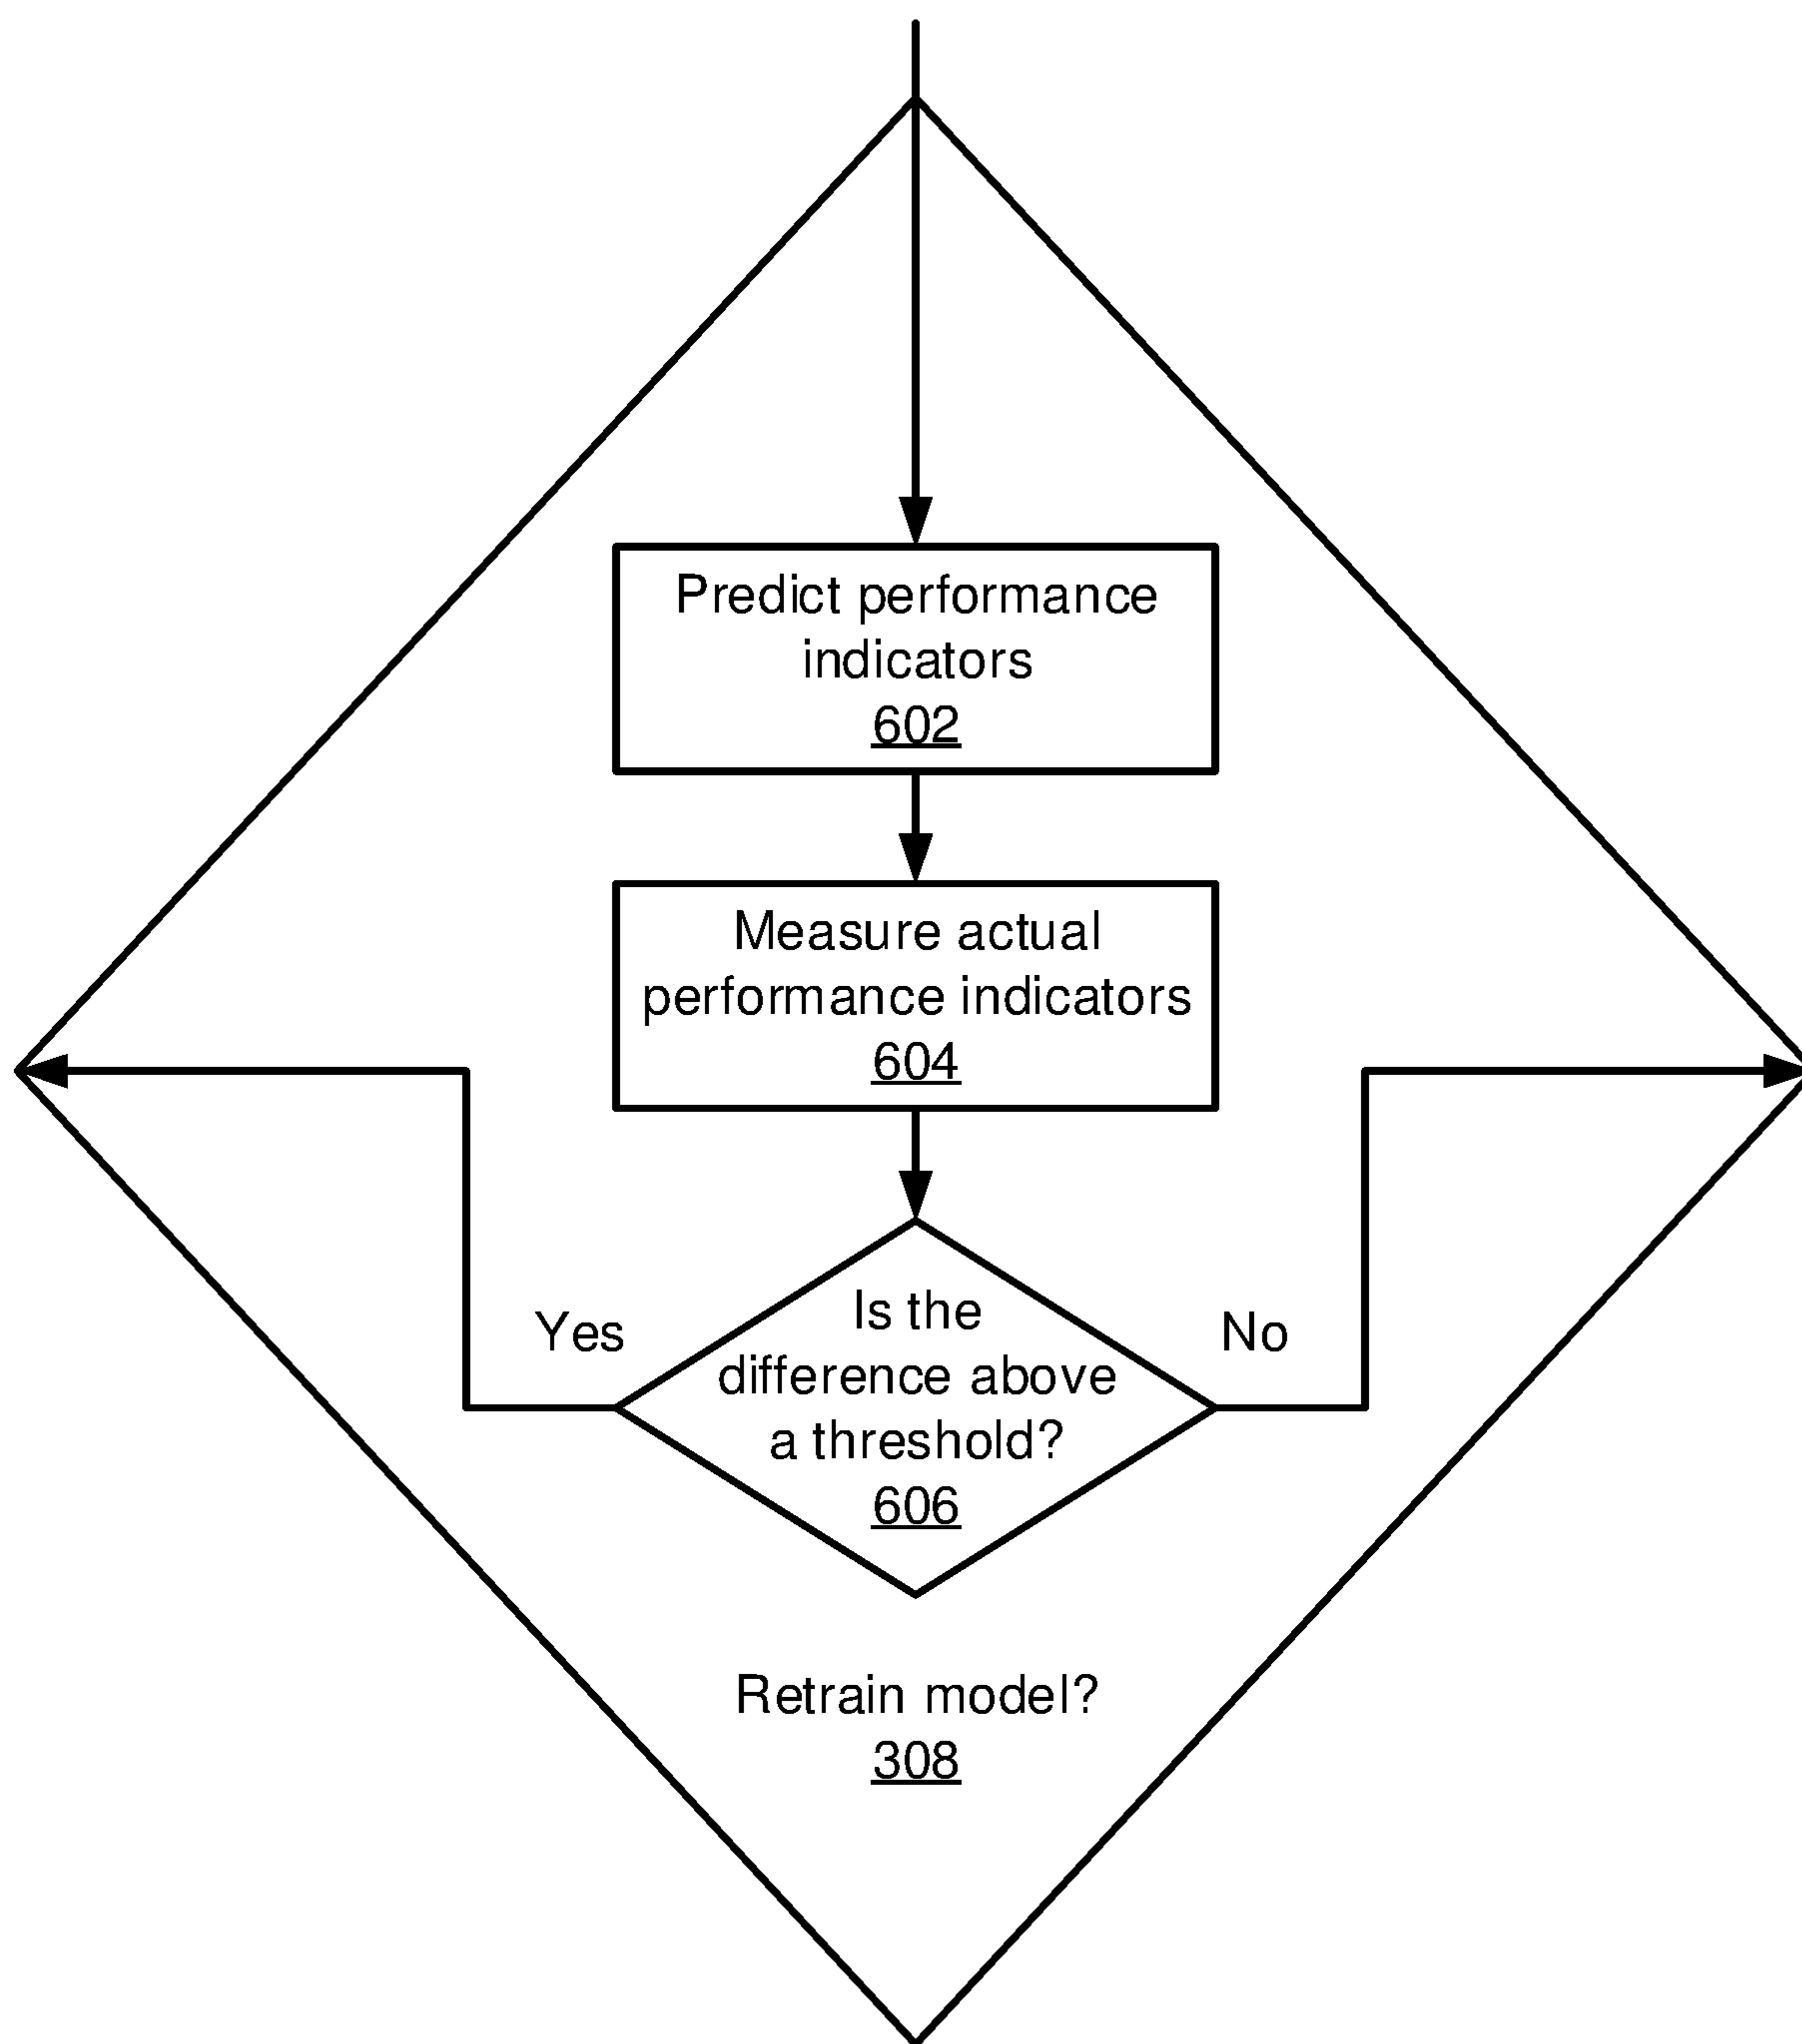 Predict performance
indicators
602
Measure actual
performance indicators
604
Is the
difference above
a threshold?
606
Yes
No
Retrain model?
308